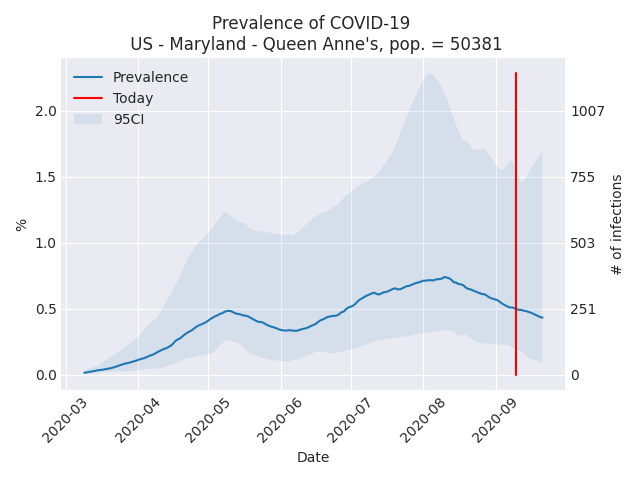 Prevalence of COVID-19
US - Maryland - Queen Anne's, pop. = 50381
Prevalence
Today
95CI
2.0
1.5
1.0
0.5
0.0
%
1007
755
503
251
0
# of infections
2020-03
2020-04
2020-05
2020-06
2020-07
2020-08
2020-09
Date